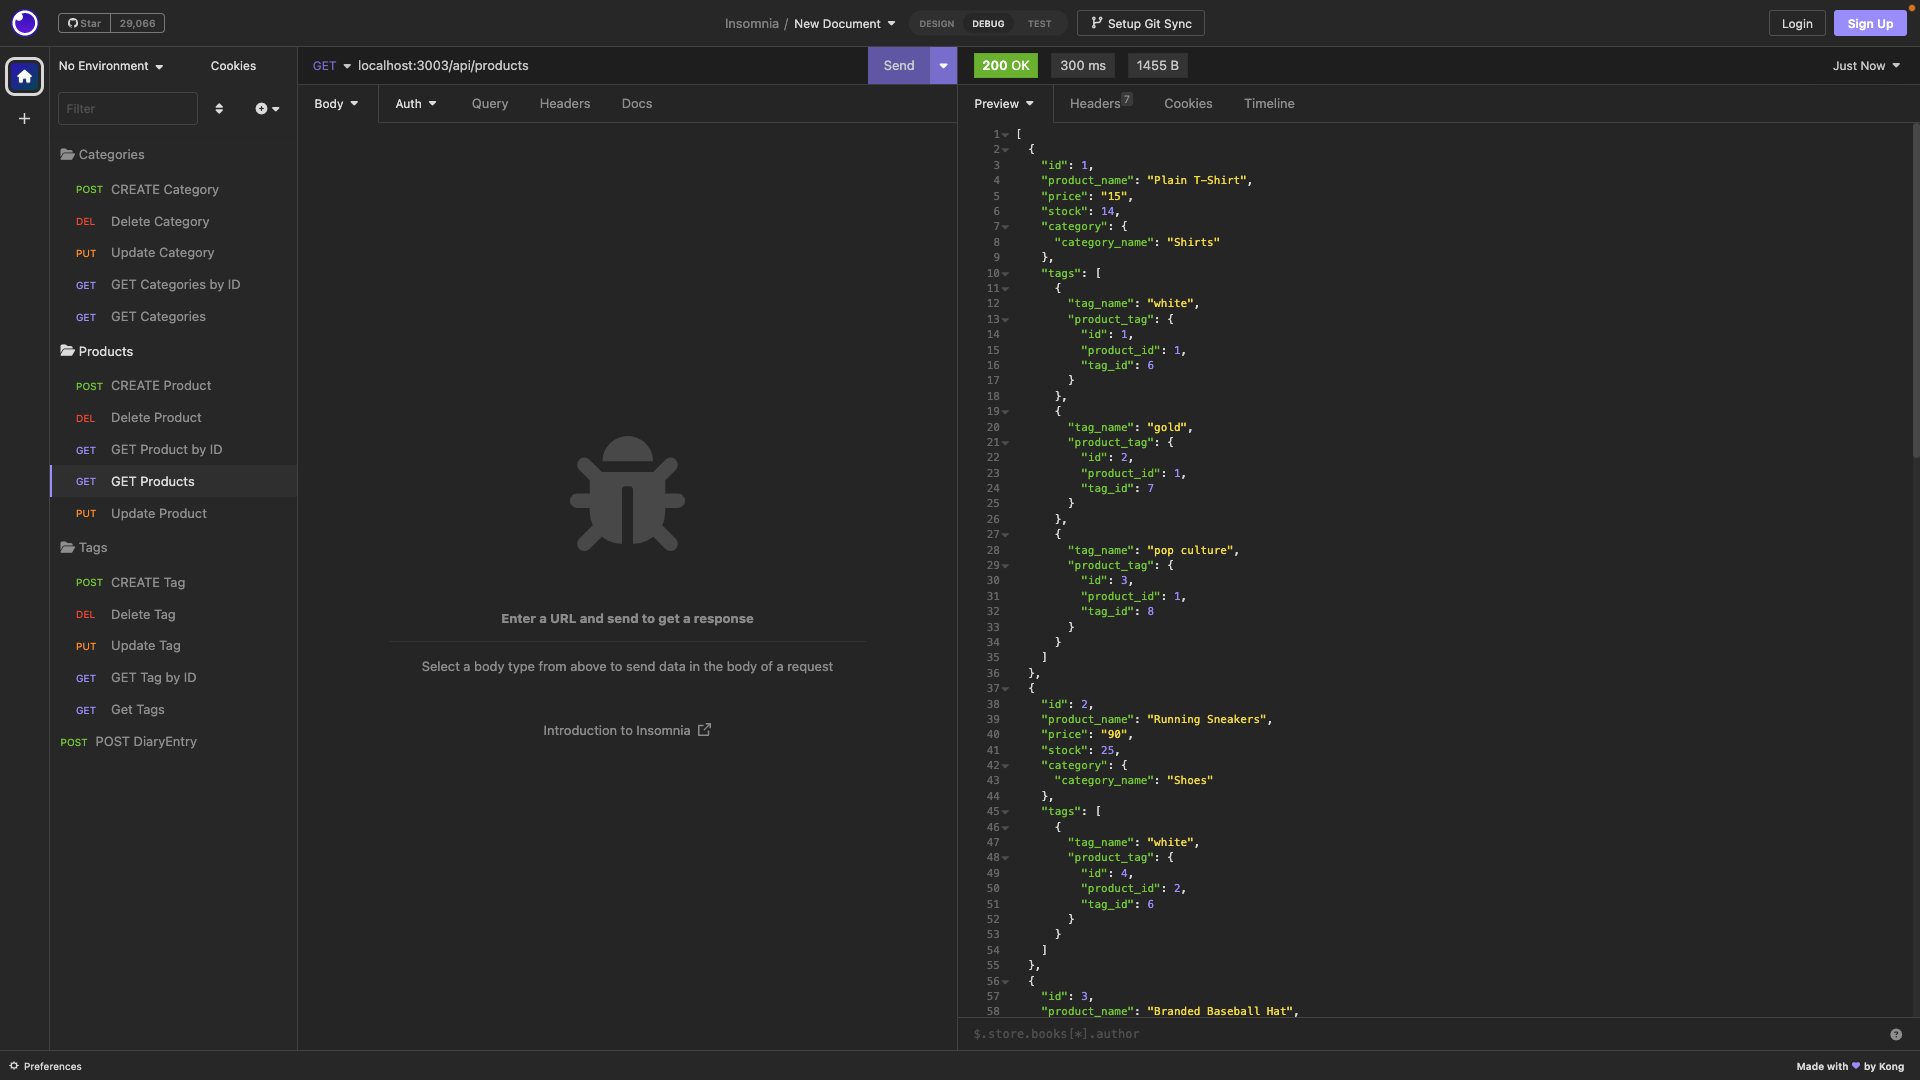 Star 29,066
Insomnia / New Document
DESIGN DEBUG TEST
Setup Git Sync
Login
Sign Up
No Environment
Cookies
Filter
Categories
POST CREATE Category
DEL Delete Category
PUT Update Category
GET GET Categories by ID
GET GET Categories
Products
POST CREATE Product
DEL Delete Product
GET GET Product by ID
GET GET Products
PUT Update Product
Tags
POST CREATE Tag
DEL Delete Tag
PUT Update Tag
GET GET Tag by ID
GET Get Tags
POST POST DiaryEntry
GET localhost:3003/api/products
Send
Body Auth Query Headers Docs
Enter a URL and send to get a response
Select a body type from above to send data in the body of a request
Introduction to Insomnia
200 OK 300 ms 1455 B
Just Now
Preview Headers 7 Cookies Timeline
1 [
2 {
3 "id": 1,
4 "product_name": "Plain T-Shirt",
5 "price": "15",
6 "stock": 14,
7 "category": {
8 "category_name": "Shirts"
9 },
10 "tags": [
11 {
12 "tag_name": "white",
13 "product_tag": {
14 "id": 1,
15 "product_id": 1,
16 "tag_id": 6
17 }
18 },
19 {
20 "tag_name": "gold",
21 "product_tag": {
22 "id": 2,
23 "product_id": 1,
24 "tag_id": 7
25 }
26 },
27 {
28 "tag_name": "pop culture",
29 "product_tag": {
30 "id": 3,
31 "product_id": 1,
32 "tag_id": 8
33 }
34 }
35 ]
36 },
37 {
38 "id": 2,
39 "product_name": "Running Sneakers",
40 "price": "90",
41 "stock": 25,
42 "category": {
43 "category_name": "Shoes"
44 },
45 "tags": [
46 {
47 "tag_name": "white",
48 "product_tag": {
49 "id": 4,
50 "product_id": 2,
51 "tag_id": 6
52 }
53 }
54 ]
55 },
56 {
57 "id": 3,
58 "product_name": "Branded Baseball Hat",
$.store.books[*].author
Preferences
Made with by Kong